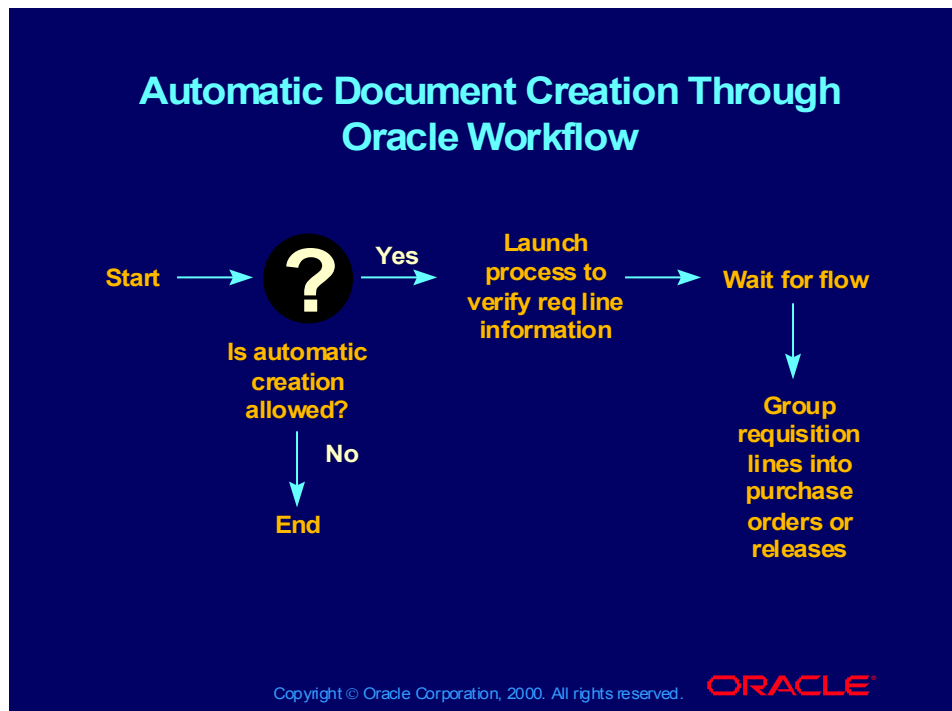 Automatic Document Creation Through
Oracle Workflow
Start
?
Yes
Launch
process to
verify req line
information
Wait for flow
Is automatic
creation
allowed?
No
End
Group
requisition
lines into
purchase
orders or
releases
Copyright © Oracle Corporation, 2000. All rights reserved.
ORACLE®